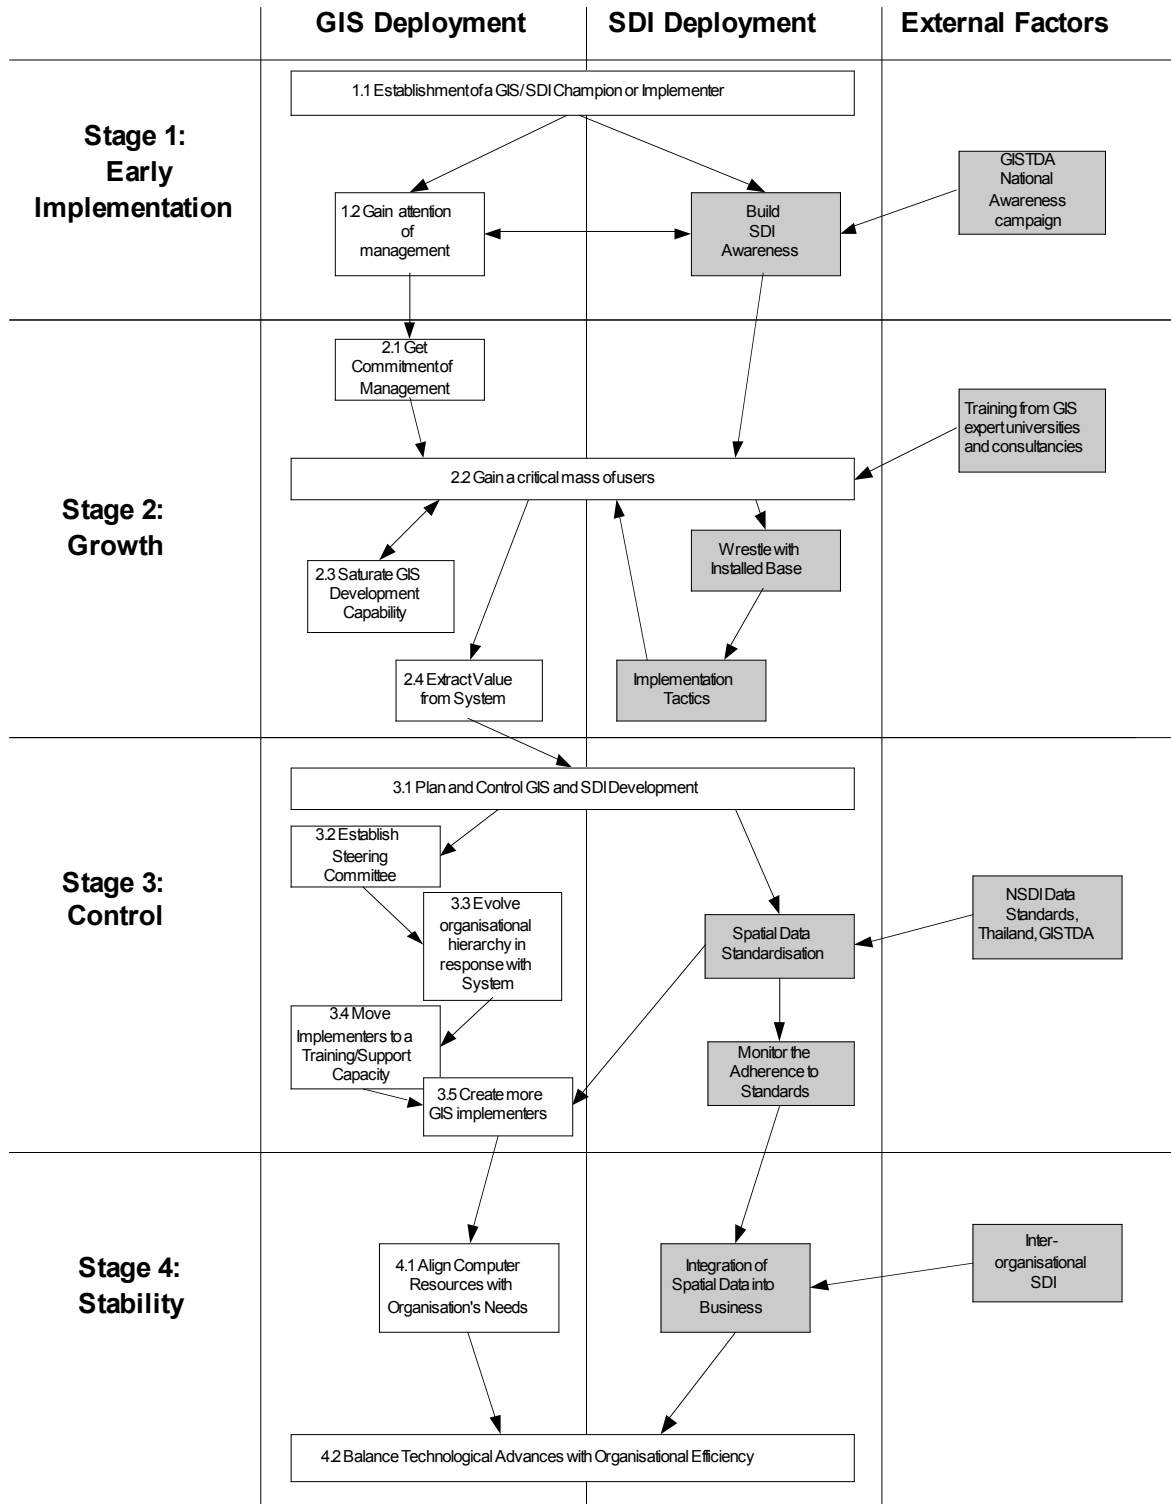 GIS Deployment
SDI Deployment
External Factors
Stage 1:
Early
Implementation
1.1 Establishment of a GIS/SDI Champion or Implementer
1.2 Gain attention
of
management
Build
SDI
Awareness
GISTDA
National
Awareness
campaign
Stage 2:
Growth
2.1 Get
Commitment of
Management
2.2 Gain a critical mass of users
Training from GIS
expert universities
and consultancies
2.3 Saturate GIS
Development
Capability
Wrestle with
Installed Base
2.4 Extract Value
from System
Implementation
Tactics
Stage 3:
Control
3.1 Plan and Control GIS and SDI Development
3.2 Establish
Steering
Committee
3.3 Evolve
organisational
hierarchy in
response with
System
Spatial Data
Standardisation
NSDI Data
Standards,
Thailand, GISTDA
3.4 Move
Implementers to a
Training/Support
Capacity
3.5 Create more
GIS implementers
Monitor the
Adherence to
Standards
Stage 4:
Stability
4.1 Align Computer
Resources with
Organisation's Needs
Integration of
Spatial Data into
Business
Inter-
organisational
SDI
4.2 Balance Technological Advances with Organisational Efficiency